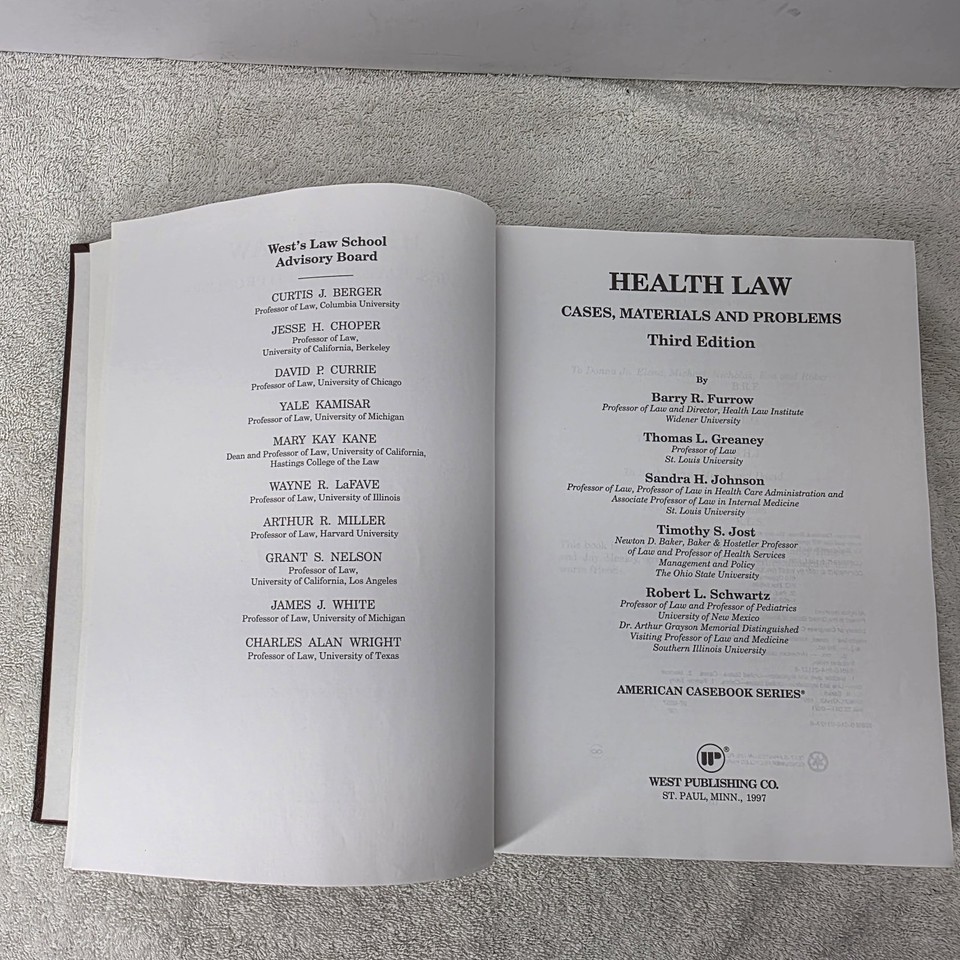 West's Law School
Advisory Board
CURTIS J. BERGER
Professor of Law, Columbia University
JESSE H. CHOPER
Professor of Law,
University of California, Berkeley
DAVID P. CURRIE
Professor of Law, University of Chicago
YALE KAMISAR
Professor of Law, University of Michigan
MARY KAY KANE
Dean and Professor of Law, University of California,
Hastings College of the Law
WAYNE R. LaFAVE
Professor of Law, University of Illinois
ARTHUR R. MILLER
Professor of Law, Harvard University
GRANT S. NELSON
Professor of Law,
University of California, Los Angeles
JAMES J. WHITE
Professor of Law, University of Michigan
CHARLES ALAN WRIGHT
Professor of Law, University of Texas
HEALTH LAW
CASES, MATERIALS AND PROBLEMS
Third Edition
By
Barry R. Furrow
Professor of Law and Director, Health Law Institute
Widener University
Thomas L. Greaney
Professor of Law
St. Louis University
Sandra H. Johnson
Professor of Law, Professor of Law in Health Care Administration and
Associate Professor of Law in Internal Medicine
St. Louis University
Timothy S. Jost
Newton D. Baker, Baker & Hostetler Professor
of Law and Professor of Health Services
Management and Policy
The Ohio State University
Robert L. Schwartz
Professor of Law and Professor of Pediatrics
University of New Mexico
Dr. Arthur Grayson Memorial Distinguished
Visiting Professor of Law and Medicine
Southern Illinois University
AMERICAN CASEBOOK SERIES®
WP®
WEST PUBLISHING CO.
ST. PAUL, MINN., 1997